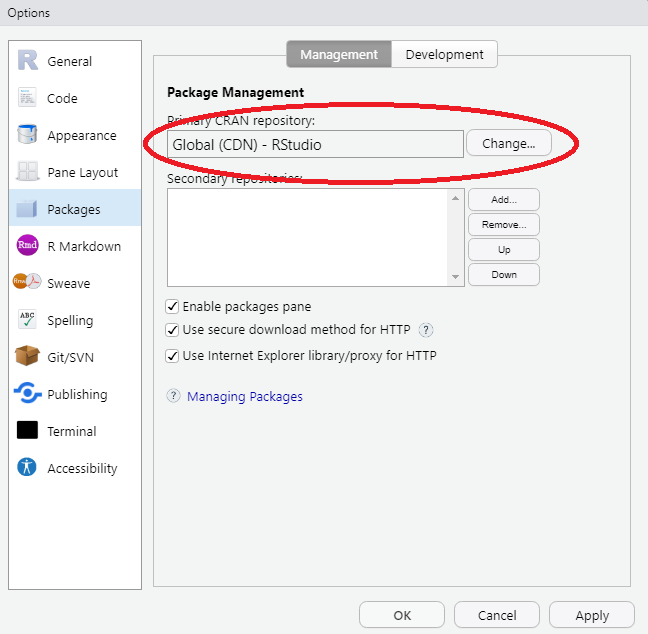 Options
General
Code
Appearance
Pane Layout
Packages
Rmd R Markdown
Sweave
ABC Spelling
Git/SVN
Publishing
Terminal
Accessibility
Management Development
Package Management
Primary CRAN repository:
Global (CDN) - RStudio Change...
Secondary repositories:
Add...
Remove...
Up
Down
Enable packages pane
Use secure download method for HTTP ?
Use Internet Explorer library/proxy for HTTP
? Managing Packages
OK Cancel Apply